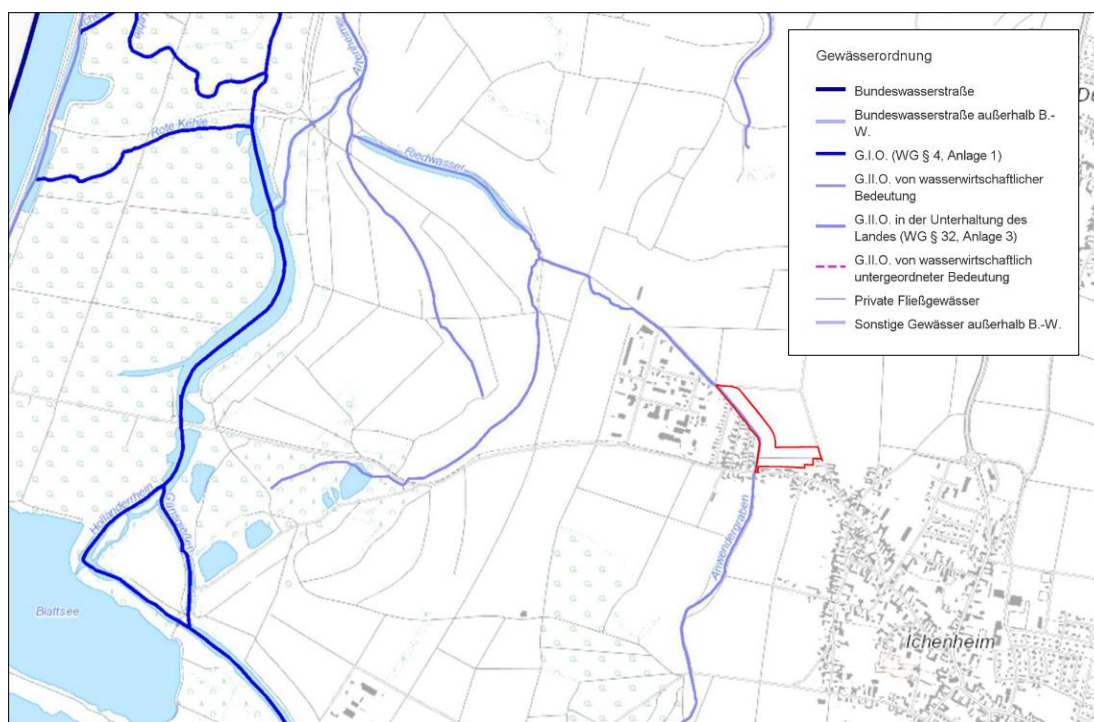 Gewässerordnung
Bundeswasserstraße
Bundeswasserstraße außerhalb B.-
W.
G.I.O. (WG § 4, Anlage 1)
G.II.O. von wasserwirtschaftlicher
Bedeutung
G.II.O. in der Unterhaltung des
Landes (WG § 32, Anlage 3)
G.II.O. von wasserwirtschaftlich
untergeordneter Bedeutung
Private Fließgewässer
Sonstige Gewässer außerhalb B.-W.
Rote Kehle
Riedwasser
Holländerrhein
Anwendergraben
Blattsee
Ichenheim